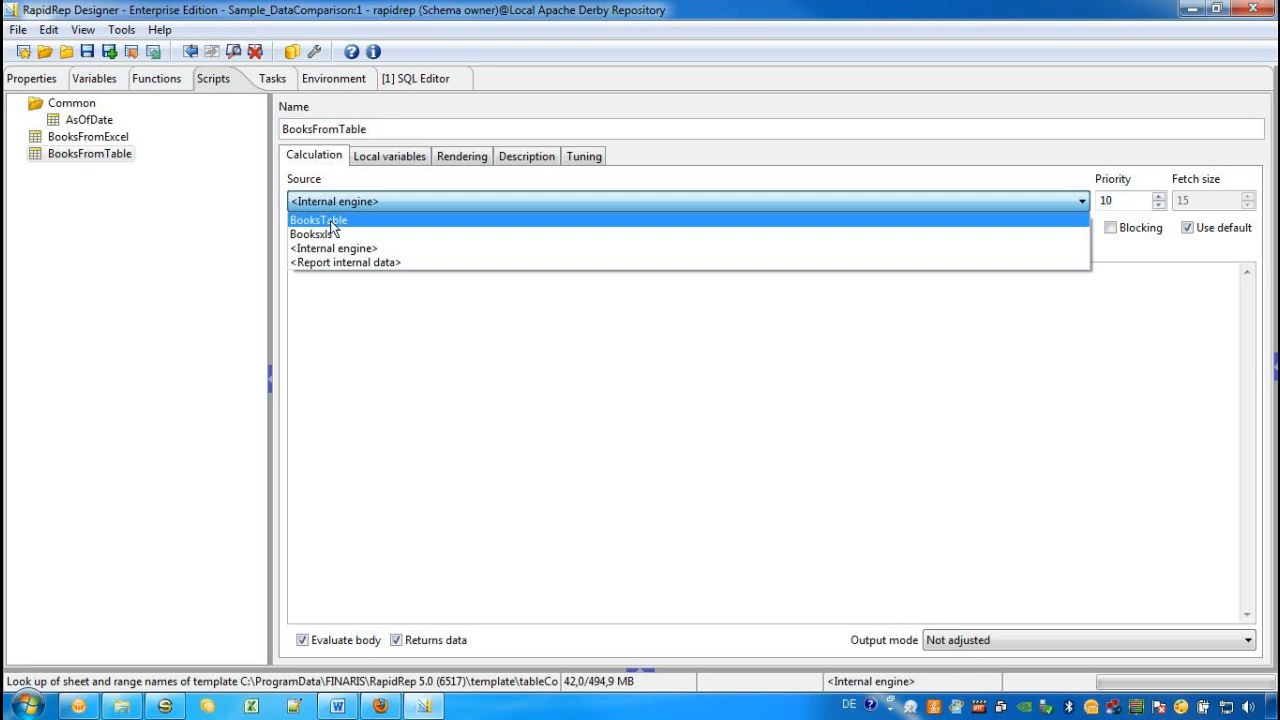 RapidRep Designer - Enterprise Edition - Sample_DataComparison:1 - rapidrep (Schema owner)@Local Apache Derby Repository
File Edit View Tools Help
Properties Variables Functions Scripts Tasks Environment [1] SQL Editor
Common
AsOfDate
BooksFromExcel
BooksFromTable
Name
BooksFromTable
Calculation Local variables Rendering Description Tuning
Source Priority Fetch size
<Internal engine> 10 15
BooksTable
Booksxls
<Internal engine>
<Report internal data>
Blocking Use default
Evaluate body Returns data Output mode Not adjusted
Look up of sheet and range names of template C:\ProgramData\FINARIS\RapidRep 5.0 (6517)\template\tableCo 42,0/494,9 MB <Internal engine>
DE